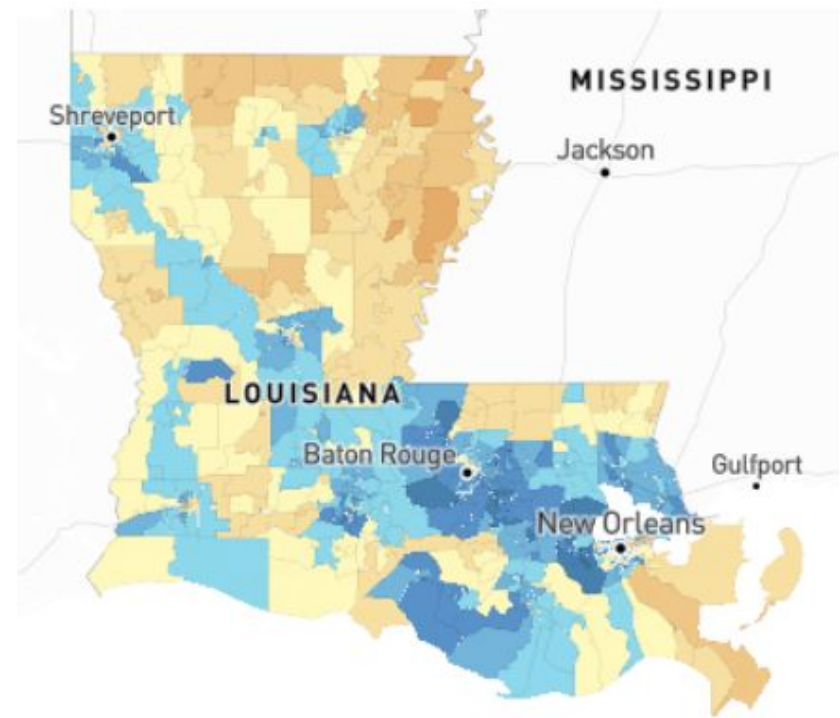 MISSISSIPPI
Shreveport
Jackson
LOUISIANA
Baton Rouge
Gulfport
New Orleans